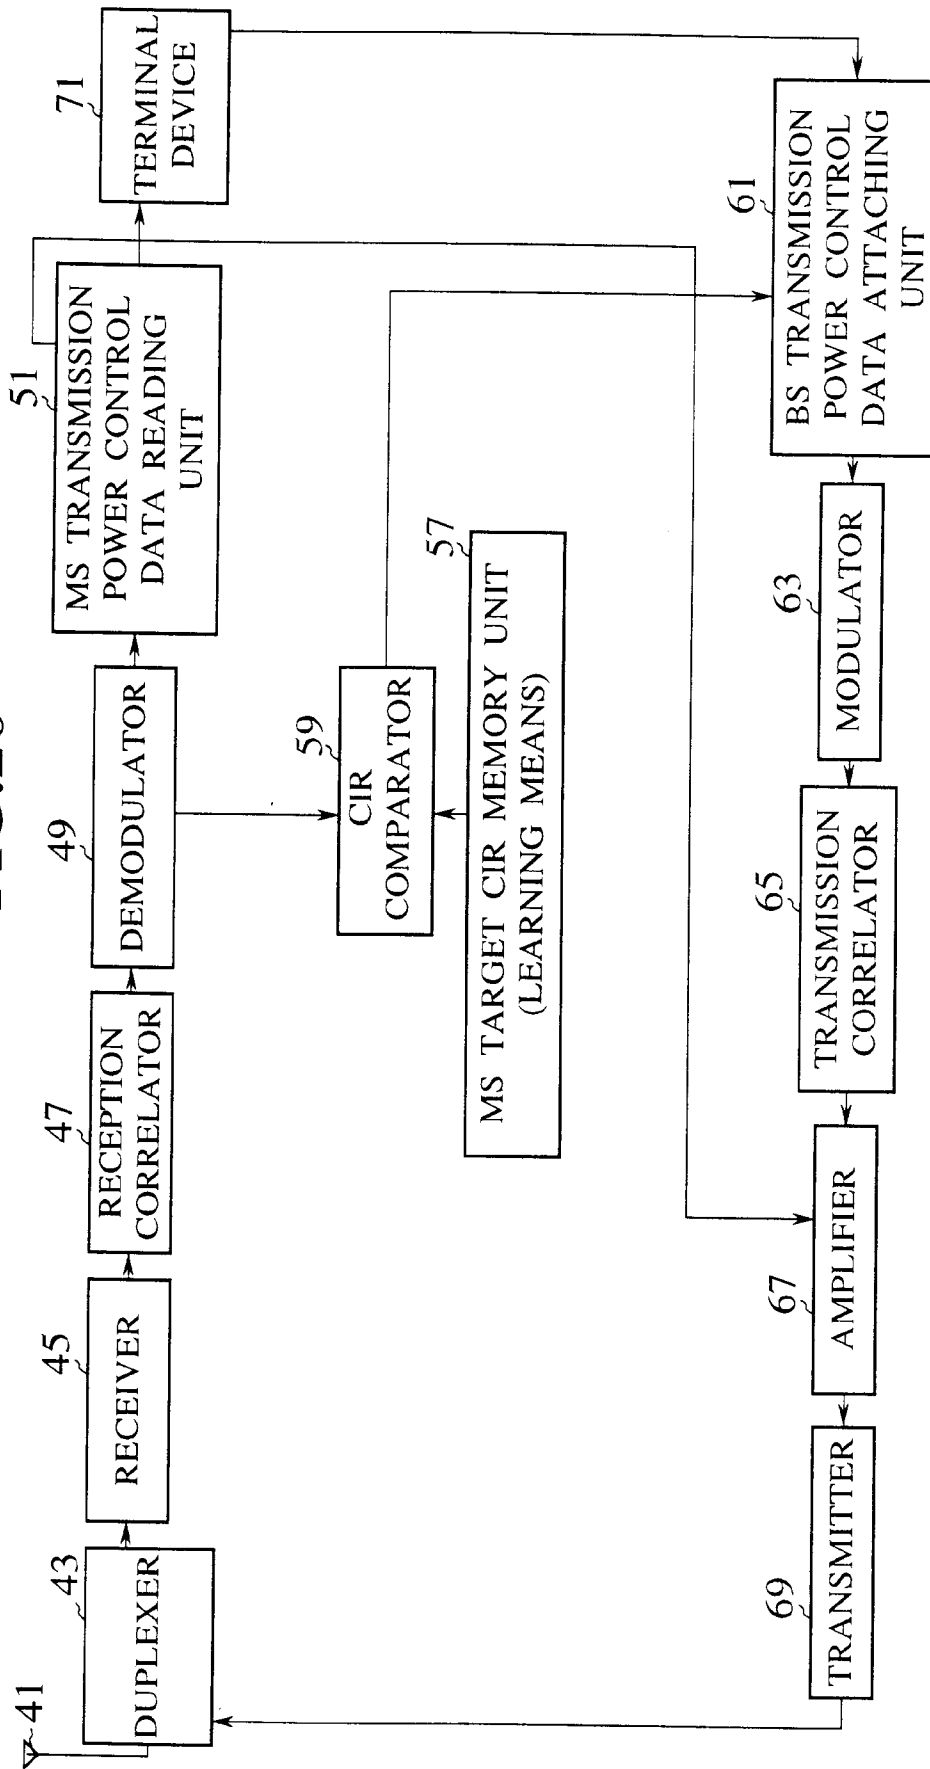 41
43
DUPLEXER
45
RECEIVER
47
RECEPTION
CORRELATOR
49
DEMODULATOR
51
MS TRANSMISSION
POWER CONTROL
DATA READING
UNIT
71
TERMINAL
DEVICE
59
CIR
COMPARATOR
57
MS TARGET CIR MEMORY UNIT
(LEARNING MEANS)
69
TRANSMITTER
67
AMPLIFIER
65
TRANSMISSION
CORRELATOR
63
MODULATOR
61
BS TRANSMISSION
POWER CONTROL
DATA ATTACHING
UNIT